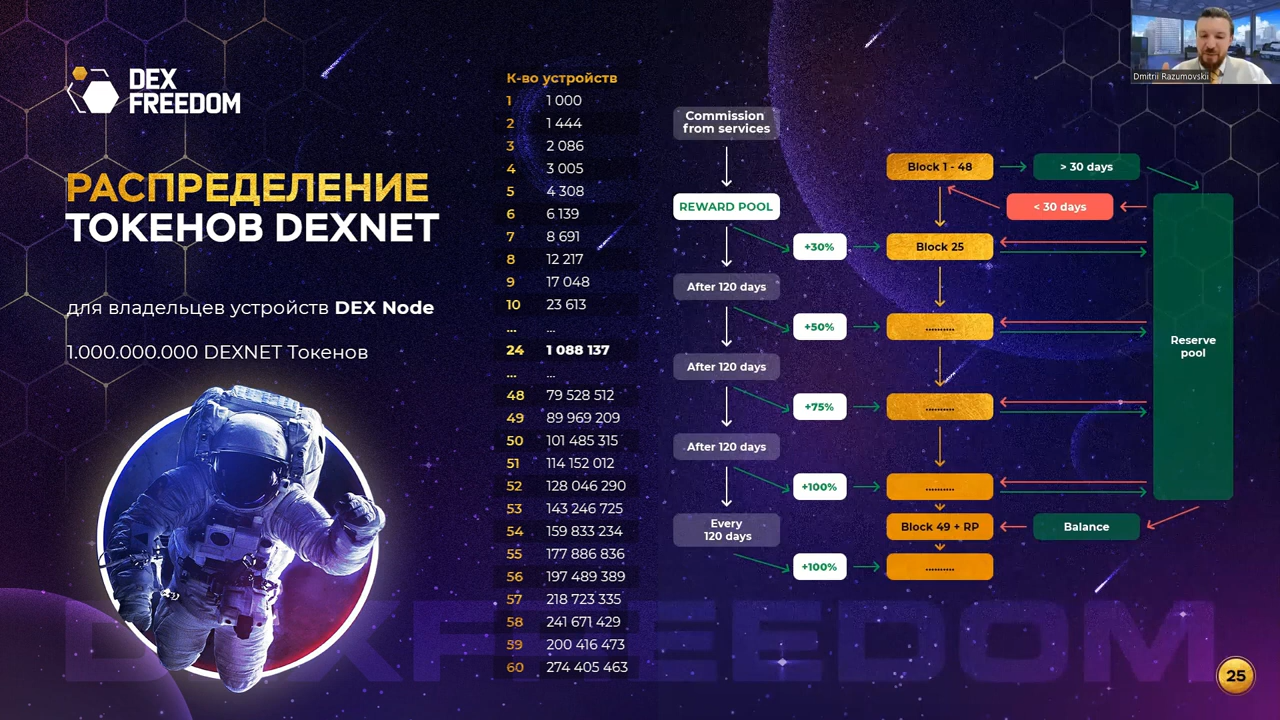 DEX
FREEDOM
РАСПРЕДЕЛЕНИЕ
ТОКЕНОВ DEXNET
для владельцев устройств DEX Node
1.000.000.000 DEXNET Токенов
К-во устройств
1 1 000
2 1 444
3 2 086
4 3 005
5 4 308
6 6 139
7 8 691
8 12 217
9 17 048
10 23 613
... ...
24 1 088 137
... ...
48 79 528 512
49 89 969 209
50 101 485 315
51 114 152 012
52 128 046 290
53 143 246 725
54 159 833 234
55 177 886 836
56 197 489 389
57 218 723 335
58 241 671 429
59 200 416 473
60 274 405 463
Commission
from services
REWARD POOL
After 120 days
After 120 days
After 120 days
Every
120 days
+30%
+50%
+75%
+100%
+100%
Block 1 - 48
Block 25
..........
..........
..........
Block 49 + RP
..........
> 30 days
< 30 days
Reserve
pool
Balance
Dmitrii Razumovskii
DEXFREEDOM
25